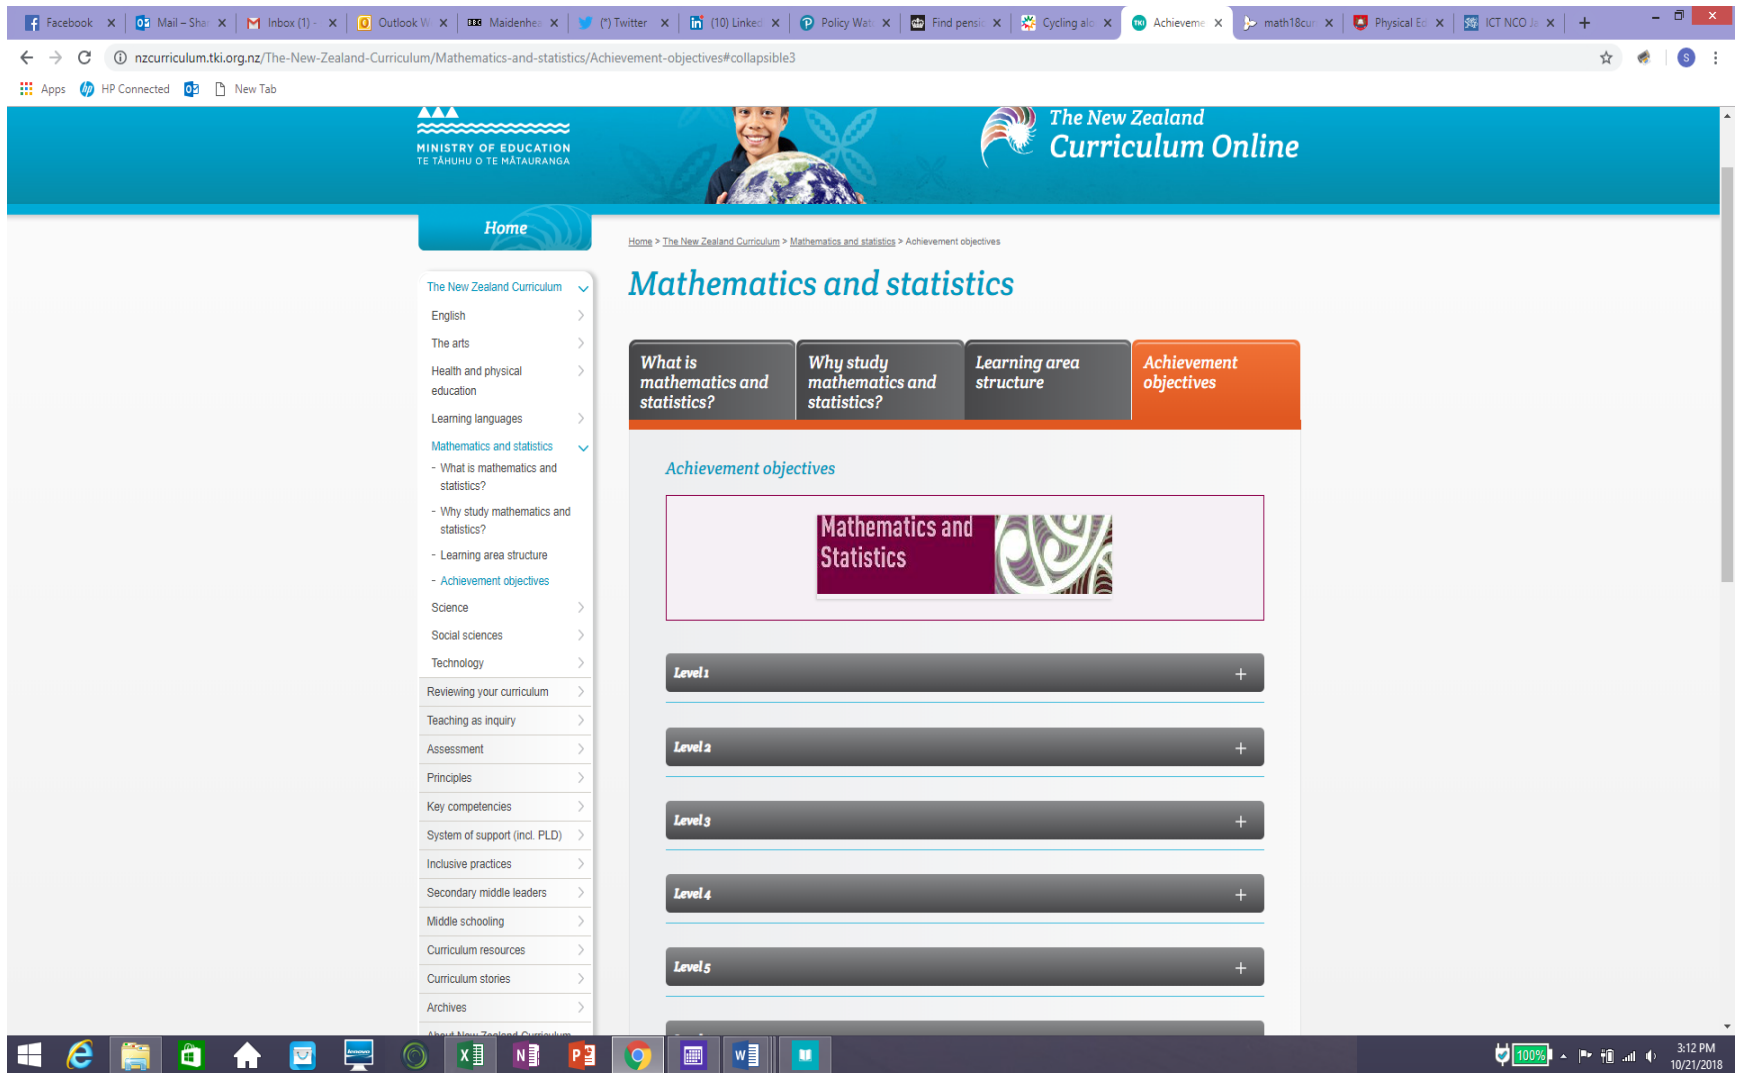 Facebook
Mail – Shar
Inbox (1) -
Outlook W
Maidenhea
(*) Twitter
(10) Linked
Policy Wat
Find pensio
Cycling alo
Achieveme
math18cur
Physical Ed
ICT NCO Ja
nzcurriculum.tki.org.nz/The-New-Zealand-Curriculum/Mathematics-and-statistics/Achievement-objectives#collapsible3
S
Apps
HP Connected
New Tab
MINISTRY OF EDUCATION
TE TĀHUHU O TE MĀTAURANGA
The New Zealand
Curriculum Online
Home
Home > The New Zealand Curriculum > Mathematics and statistics > Achievement objectives
Mathematics and statistics
The New Zealand Curriculum
English
The arts
Health and physical
education
Learning languages
Mathematics and statistics
- What is mathematics and
statistics?
- Why study mathematics and
statistics?
- Learning area structure
- Achievement objectives
Science
Social sciences
Technology
Reviewing your curriculum
Teaching as inquiry
Assessment
Principles
Key competencies
System of support (incl. PLD)
Inclusive practices
Secondary middle leaders
Middle schooling
Curriculum resources
Curriculum stories
Archives
About New Zealand Curriculum
What is
mathematics and
statistics?
Why study
mathematics and
statistics?
Learning area
structure
Achievement
objectives
Achievement objectives
Mathematics and
Statistics
Level 1
Level 2
Level 3
Level 4
Level 5
100%
3:12 PM
10/21/2018